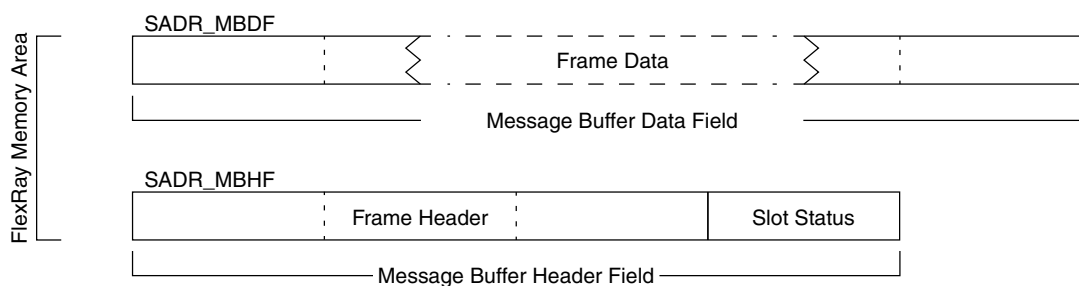 FlexRay Memory Area
SADR_MBDF
Frame Data
Message Buffer Data Field
SADR_MBHF
Frame Header
Slot Status
Message Buffer Header Field